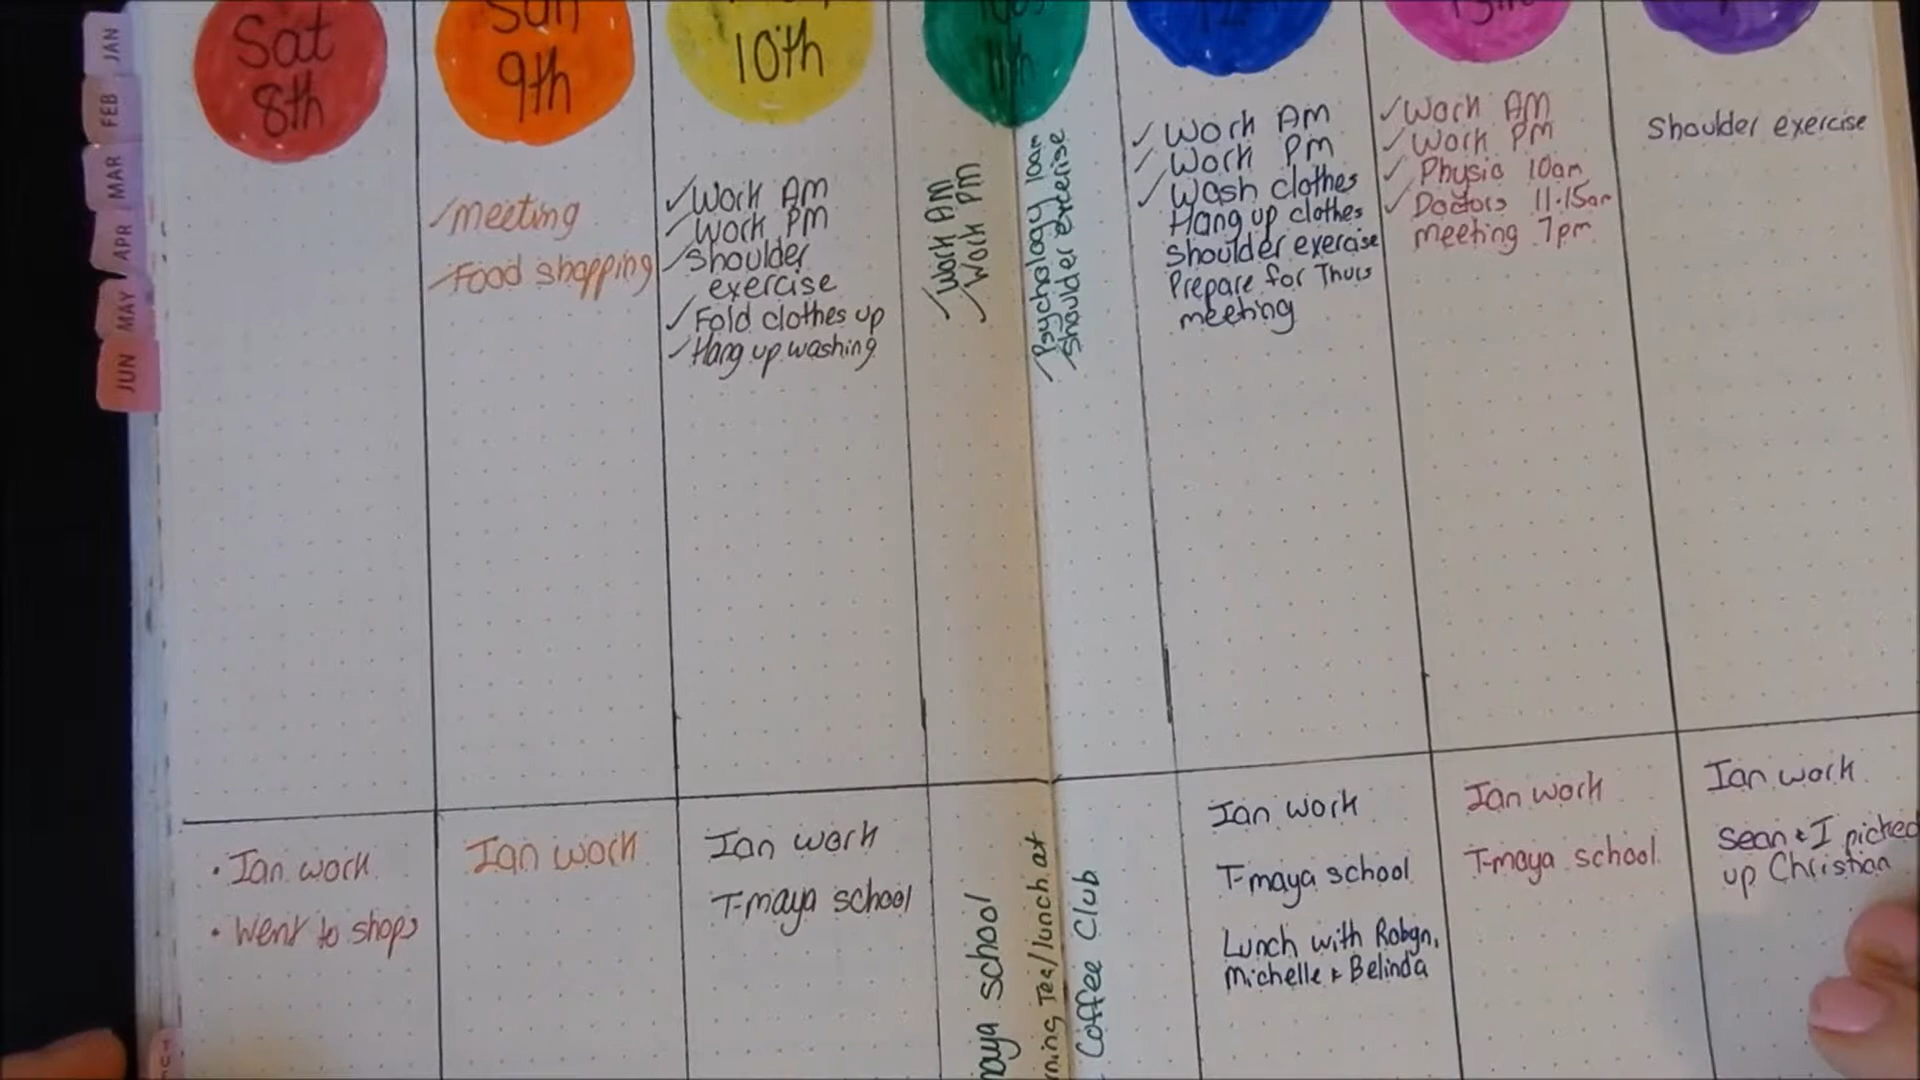 JAN
FEB
MAR
APR
MAY
JUN
Sat
8th
Sun
9th
10th
11th
meeting
Food shopping
Work AM
Work PM
Shoulder
exercise
Fold clothes up
Hang up washing
Work AM
Work PM
Psychology 10am
Shoulder exercise
Work AM
Work PM
Wash clothes
Hang up clothes
Shoulder exercise
Prepare for Thurs
meeting
Work AM
Work PM
Physio 10am
Doctors 11.15am
meeting 7pm
Shoulder exercise
• Ian work
• Went to shops
Ian work
Ian work
T-maya school
maya school
Tea/lunch at
Coffee Club
Ian work
T-maya school
Lunch with Robyn,
Michelle + Belinda
Ian work
T-maya school
Ian work
Sean + I picked
up Christian